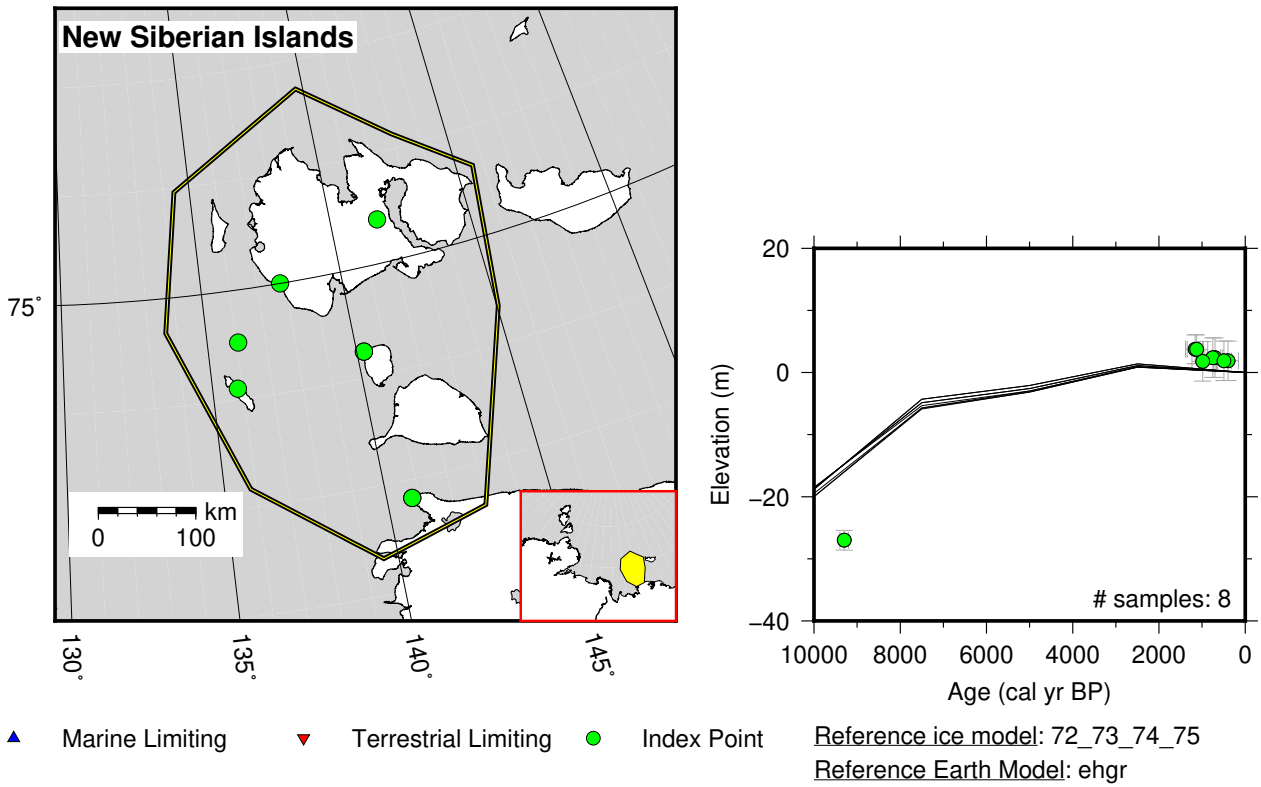 New Siberian Islands
75°
km
0 100
130°
135°
140°
145°
20
0
−20
−40
Elevation (m)
# samples: 8
10000 8000 6000 4000 2000 0
Age (cal yr BP)
Marine Limiting
Terrestrial Limiting
Index Point
Reference ice model: 72_73_74_75
Reference Earth Model: ehgr